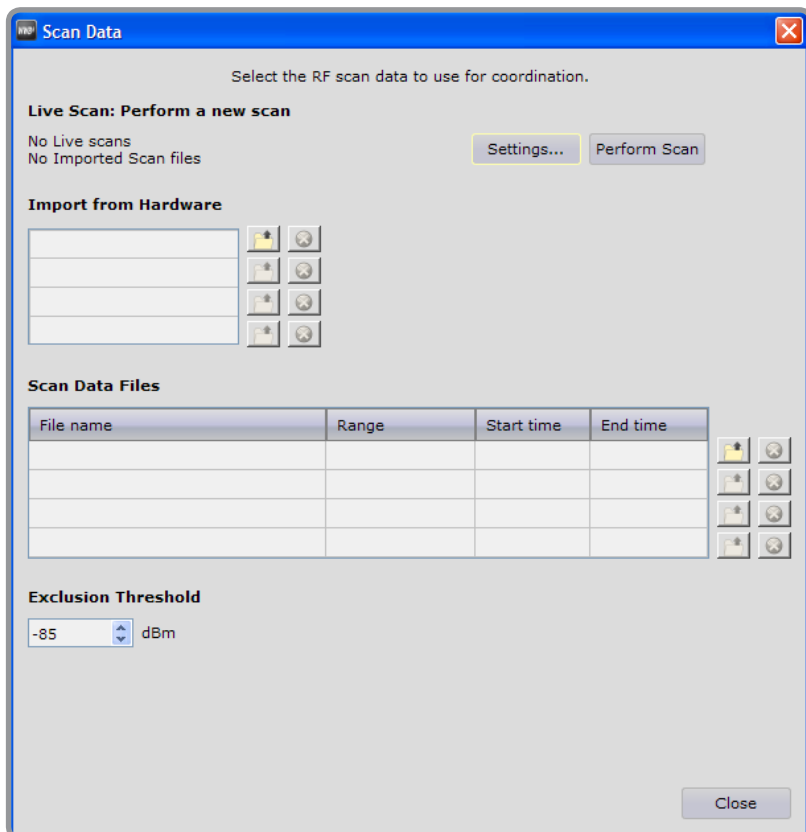 Scan Data
Select the RF scan data to use for coordination.
Live Scan: Perform a new scan
No Live scans
No Imported Scan files
Settings... Perform Scan
Import from Hardware
Scan Data Files
File name Range Start time End time
Exclusion Threshold
-85 dBm
Close